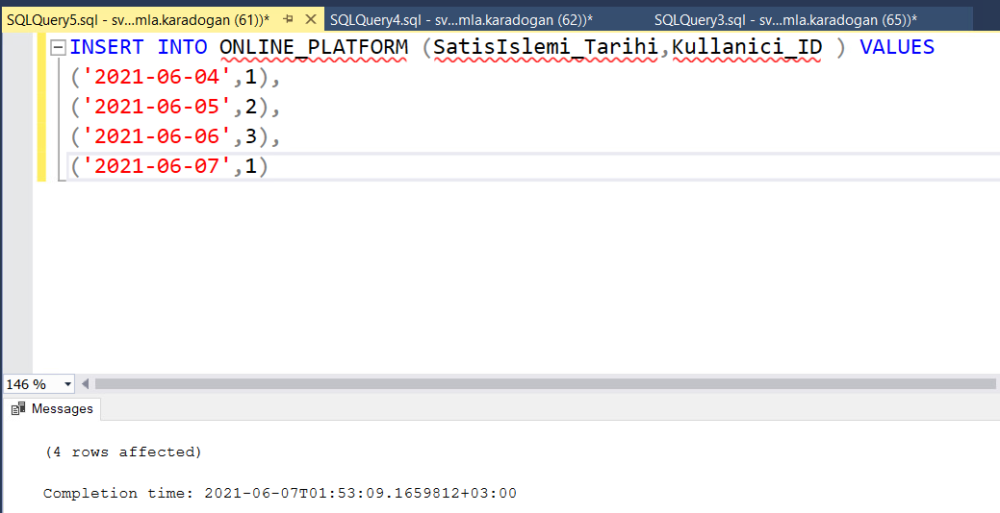 SQLQuery5.sql - sv...mla.karadogan (61))* SQLQuery4.sql - sv...mla.karadogan (62))* SQLQuery3.sql - sv...mla.karadogan (65))*
INSERT INTO ONLINE_PLATFORM (SatisIslemi_Tarihi,Kullanici_ID ) VALUES
('2021-06-04',1),
('2021-06-05',2),
('2021-06-06',3),
('2021-06-07',1)
146 %
Messages
(4 rows affected)
Completion time: 2021-06-07T01:53:09.1659812+03:00